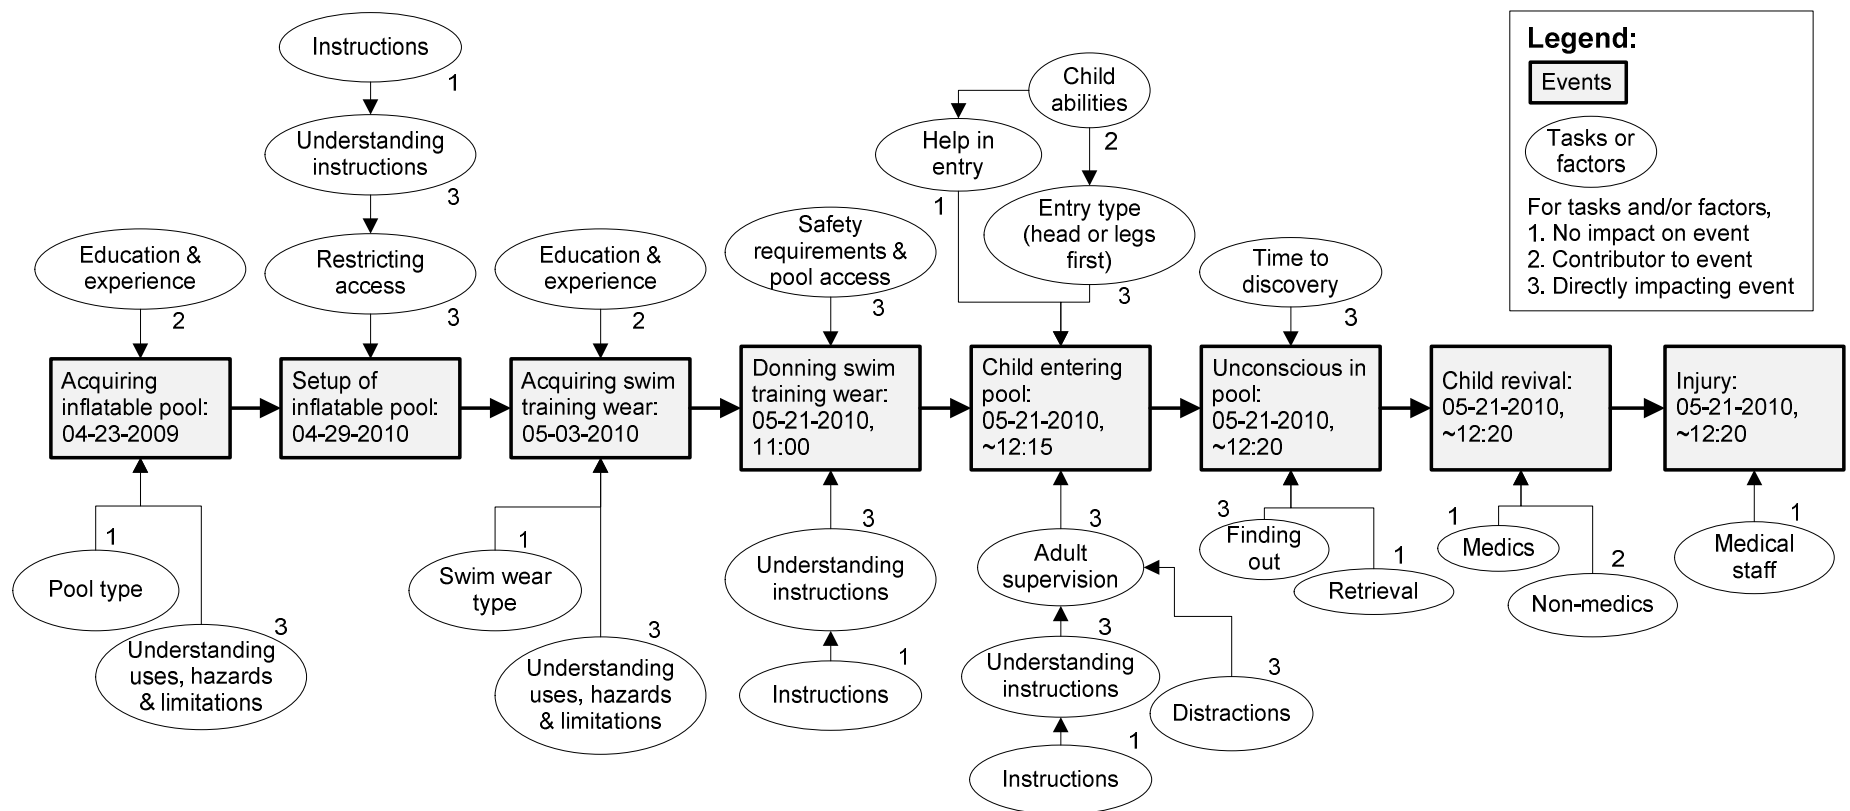 Instructions
1
Understanding
instructions
3
Education &
experience
2
Restricting
access
3
Education &
experience
2
Safety
requirements &
pool access
3
Child
abilities
2
Help in
entry
1
Entry type
(head or legs
first)
3
Time to
discovery
3
Legend:
Events
Tasks or
factors
For tasks and/or factors,
1. No impact on event
2. Contributor to event
3. Directly impacting event
Acquiring
inflatable pool:
04-23-2009
Setup of
inflatable pool:
04-29-2010
Acquiring swim
training wear:
05-03-2010
Donning swim
training wear:
05-21-2010,
11:00
Child entering
pool:
05-21-2010,
~12:15
Unconscious in
pool:
05-21-2010,
~12:20
Child revival:
05-21-2010,
~12:20
Injury:
05-21-2010,
~12:20
1
Pool type
3
Understanding
uses, hazards
& limitations
1
Swim wear
type
3
Understanding
uses, hazards
& limitations
3
Understanding
instructions
1
Instructions
3
Adult
supervision
3
Understanding
instructions
1
Instructions
3
Distractions
3
Finding
out
1
Retrieval
1
Medics
2
Non-medics
1
Medical
staff